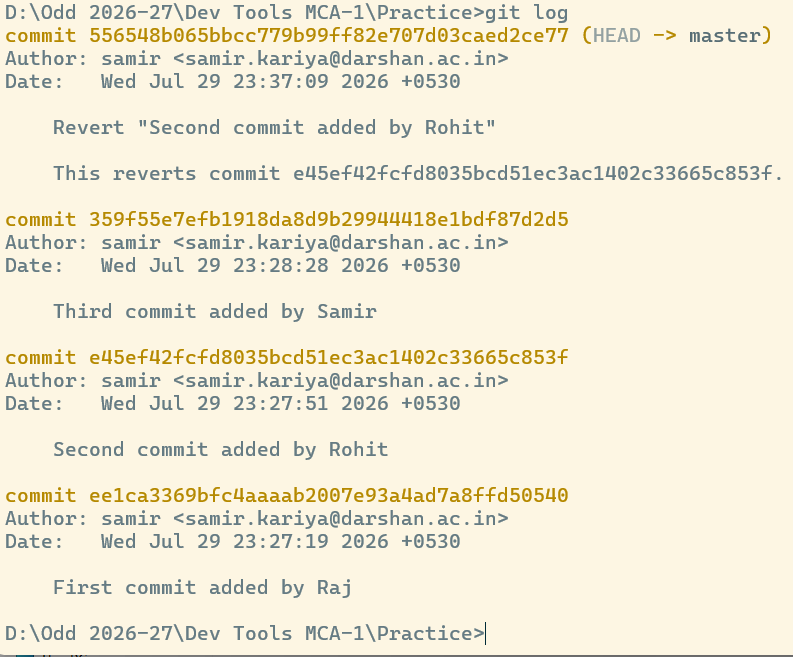 D:\Odd 2026-27\Dev Tools MCA-1\Practice>git log
commit 556548b065bbcc779b99ff82e707d03caed2ce77 (HEAD -> master)
Author: samir <samir.kariya@darshan.ac.in>
Date:   Wed Jul 29 23:37:09 2026 +0530
    Revert "Second commit added by Rohit"
    This reverts commit e45ef42fcfd8035bcd51ec3ac1402c33665c853f.
commit 359f55e7efb1918da8d9b29944418e1bdf87d2d5
Author: samir <samir.kariya@darshan.ac.in>
Date:   Wed Jul 29 23:28:28 2026 +0530
    Third commit added by Samir
commit e45ef42fcfd8035bcd51ec3ac1402c33665c853f
Author: samir <samir.kariya@darshan.ac.in>
Date:   Wed Jul 29 23:27:51 2026 +0530
    Second commit added by Rohit
commit ee1ca3369bfc4aaaab2007e93a4ad7a8ffd50540
Author: samir <samir.kariya@darshan.ac.in>
Date:   Wed Jul 29 23:27:19 2026 +0530
    First commit added by Raj
D:\Odd 2026-27\Dev Tools MCA-1\Practice>